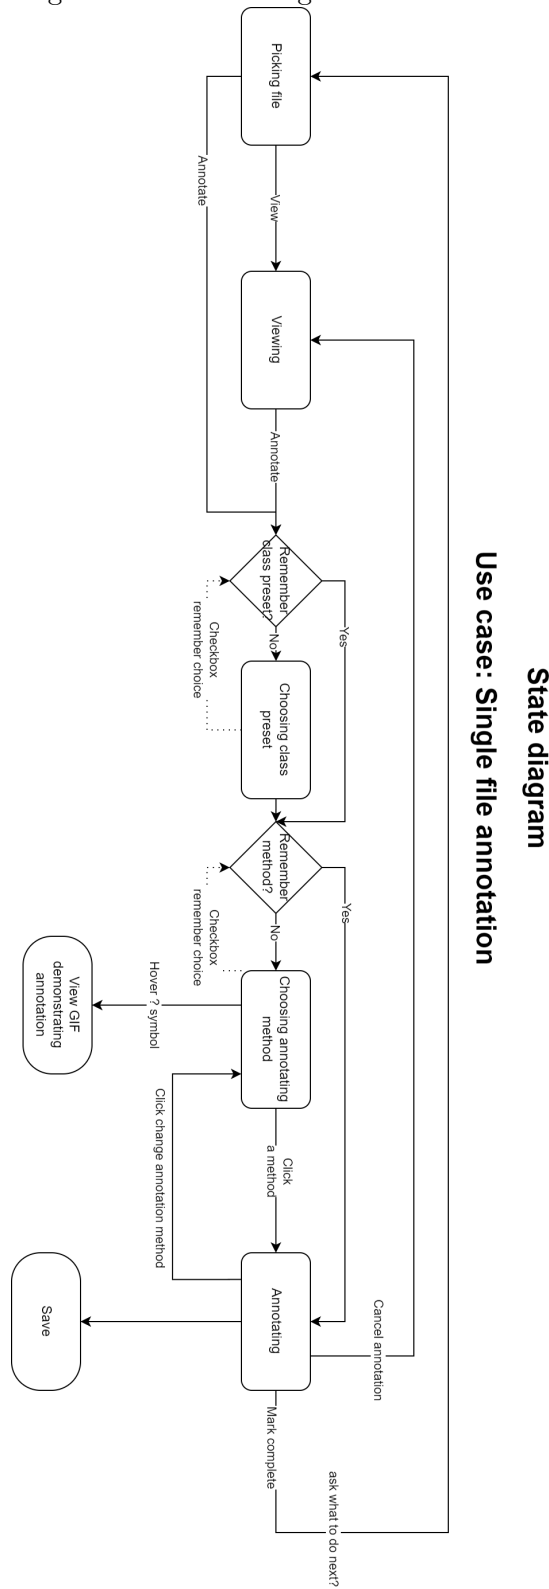 State diagram
Use case: Single file annotation
Picking file
View
Annotate
Viewing
Annotate
Remember
class preset?
Yes
No
Checkbox
remember choice
Choosing class
preset
Remember
method?
Yes
No
Checkbox
remember choice
Choosing annotating
method
Hover ? symbol
View GIF
demonstrating
annotation
Click
a method
Click change annotation method
Annotating
Cancel annotation
Save
Mark complete
ask what to do next?